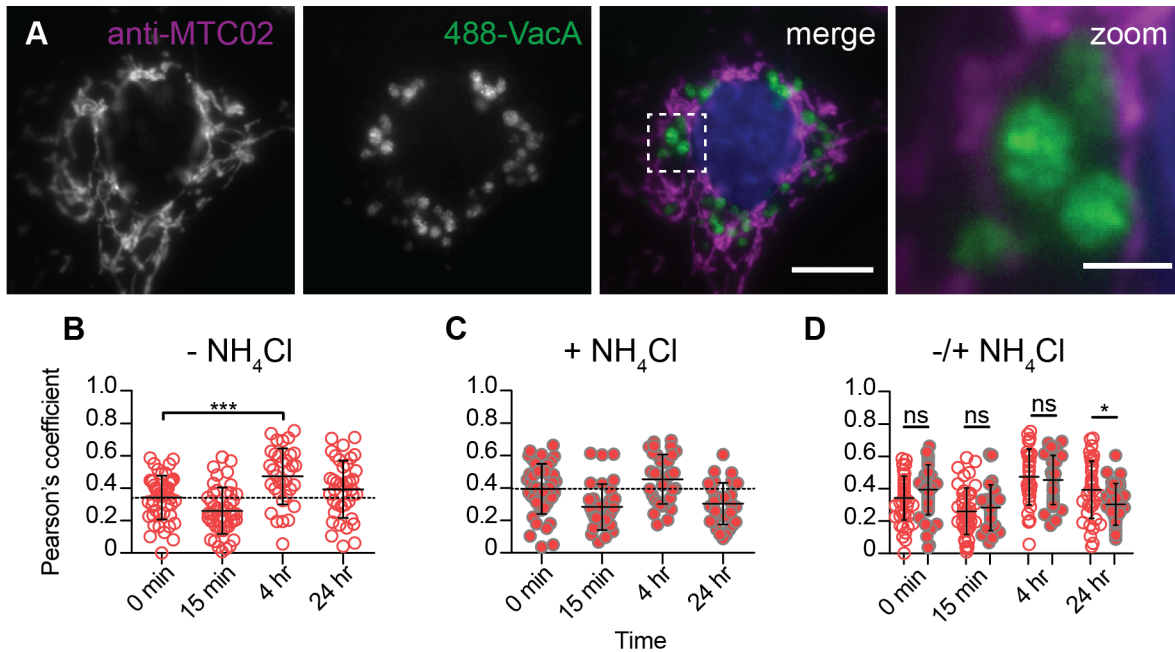 A
anti-MTC02
488-VacA
merge
zoom
B
- NH₄Cl
Pearson's coefficient
1.0
0.8
0.6
0.4
0.2
0
***
0 min
15 min
4 hr
24 hr
C
+ NH₄Cl
1.0
0.8
0.6
0.4
0.2
0
0 min
15 min
4 hr
24 hr
Time
D
-/+ NH₄Cl
1.0
0.8
0.6
0.4
0.2
0
ns
ns
ns
*
0 min
15 min
4 hr
24 hr